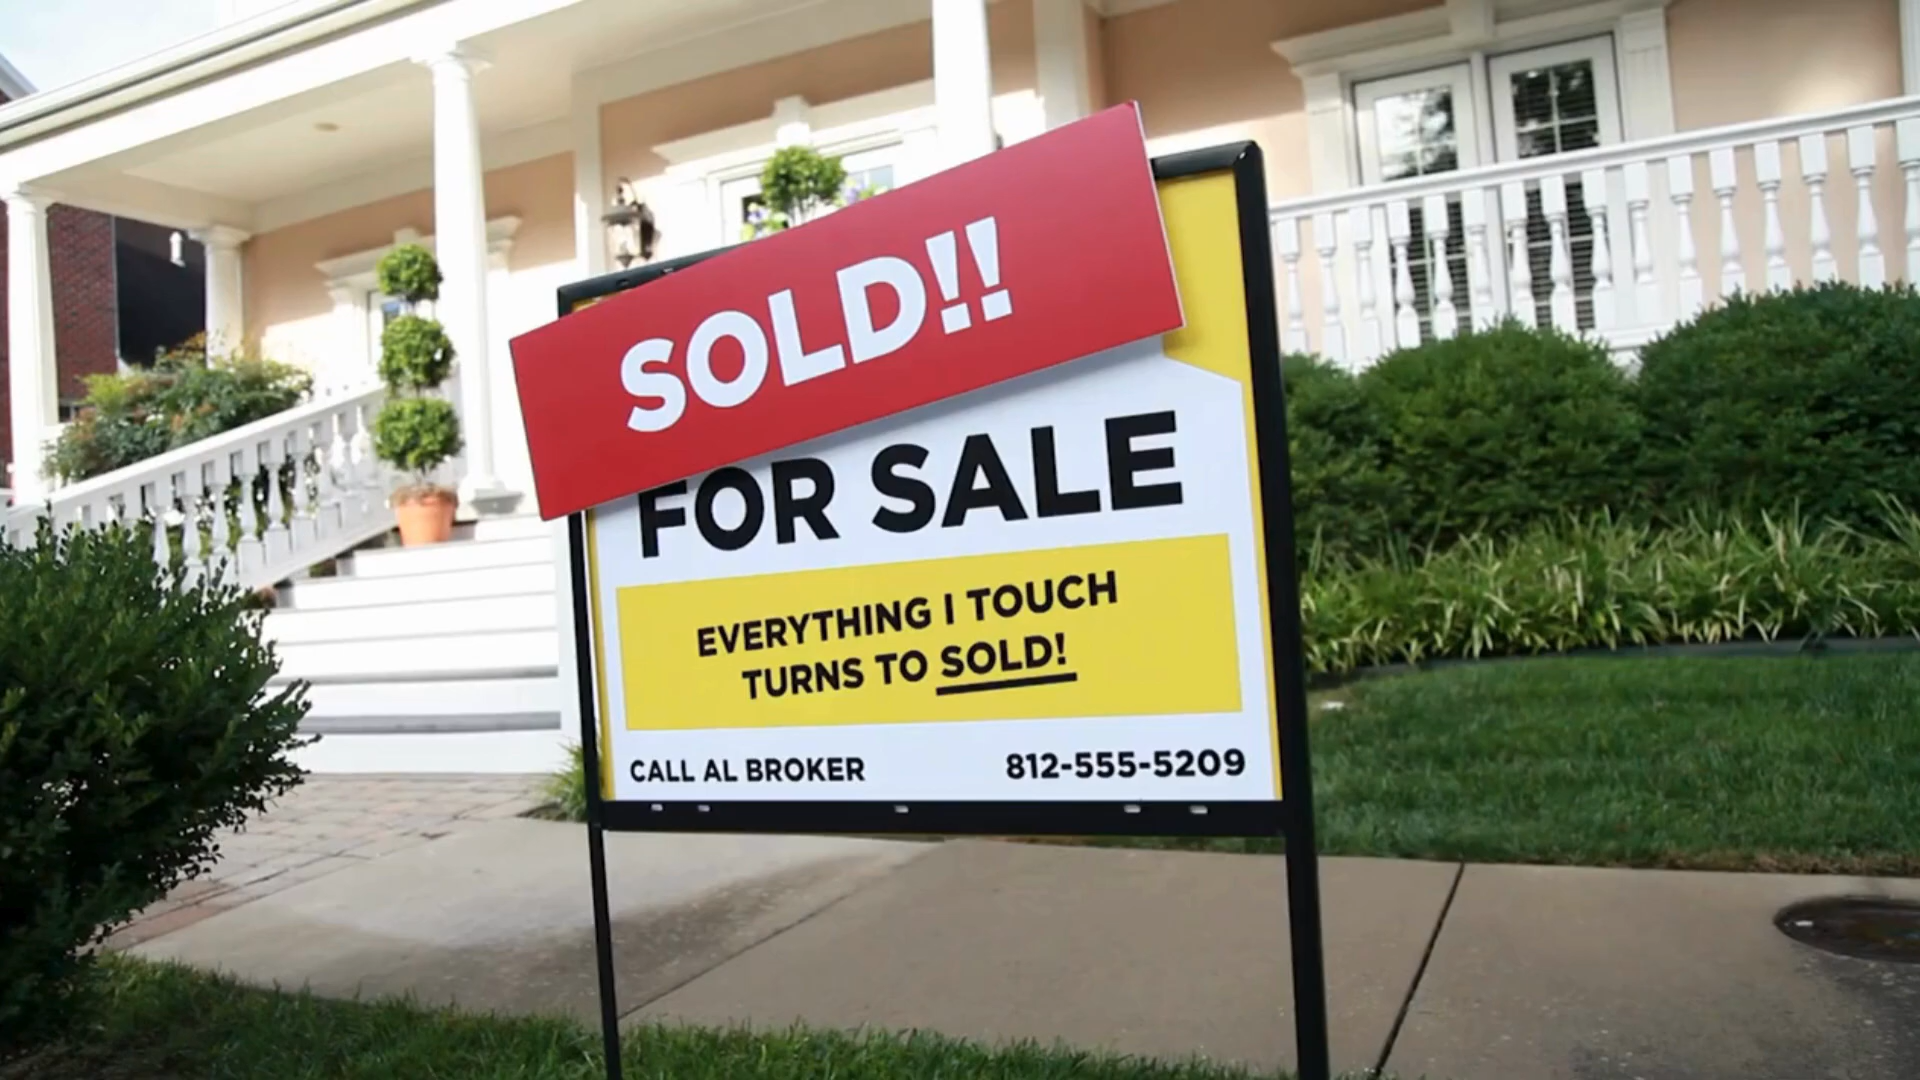 SOLD!!
FOR SALE
EVERYTHING I TOUCH
TURNS TO SOLD!
CALL AL BROKER
812-555-5209